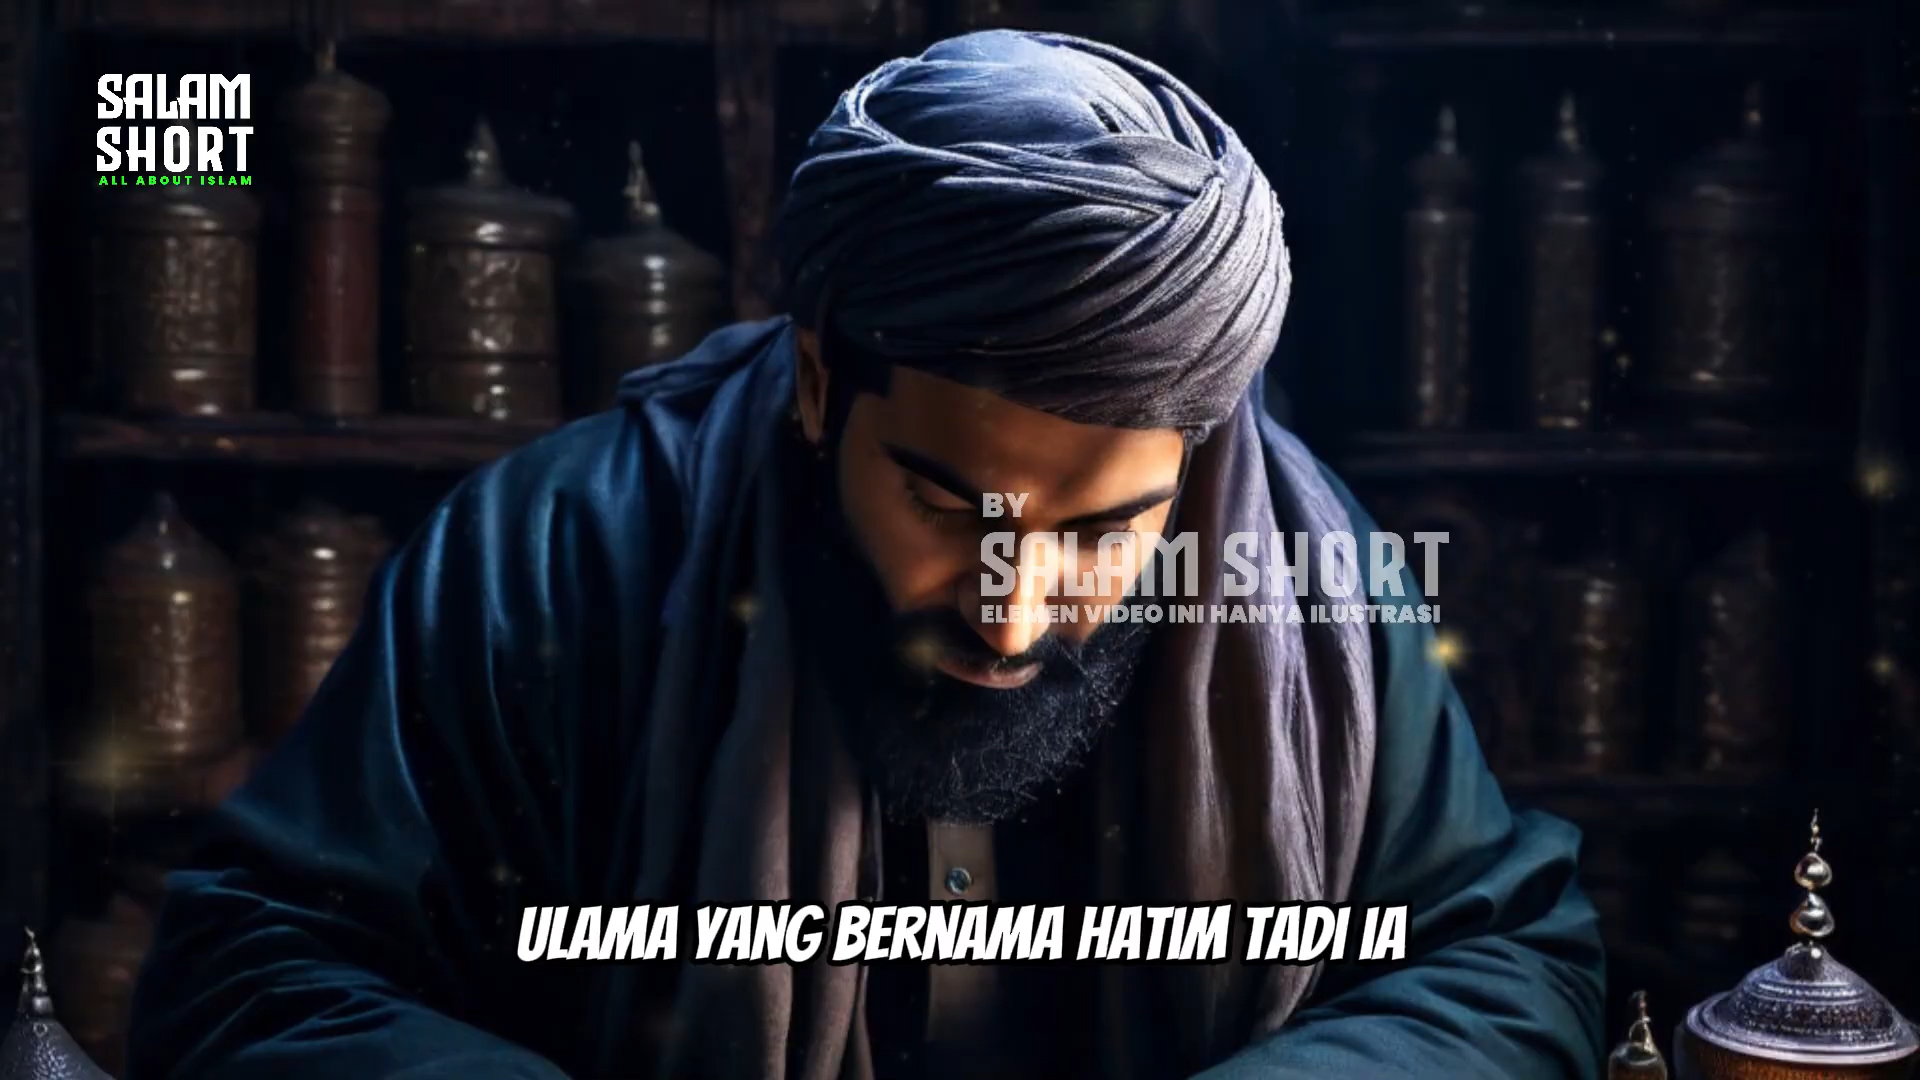 SALAM
SHORT
ALL ABOUT ISLAM
BY
SALAM SHORT
ELEMEN VIDEO INI HANYA ILUSTRASI
ULAMA YANG BERNAMA HATIM TADI IA